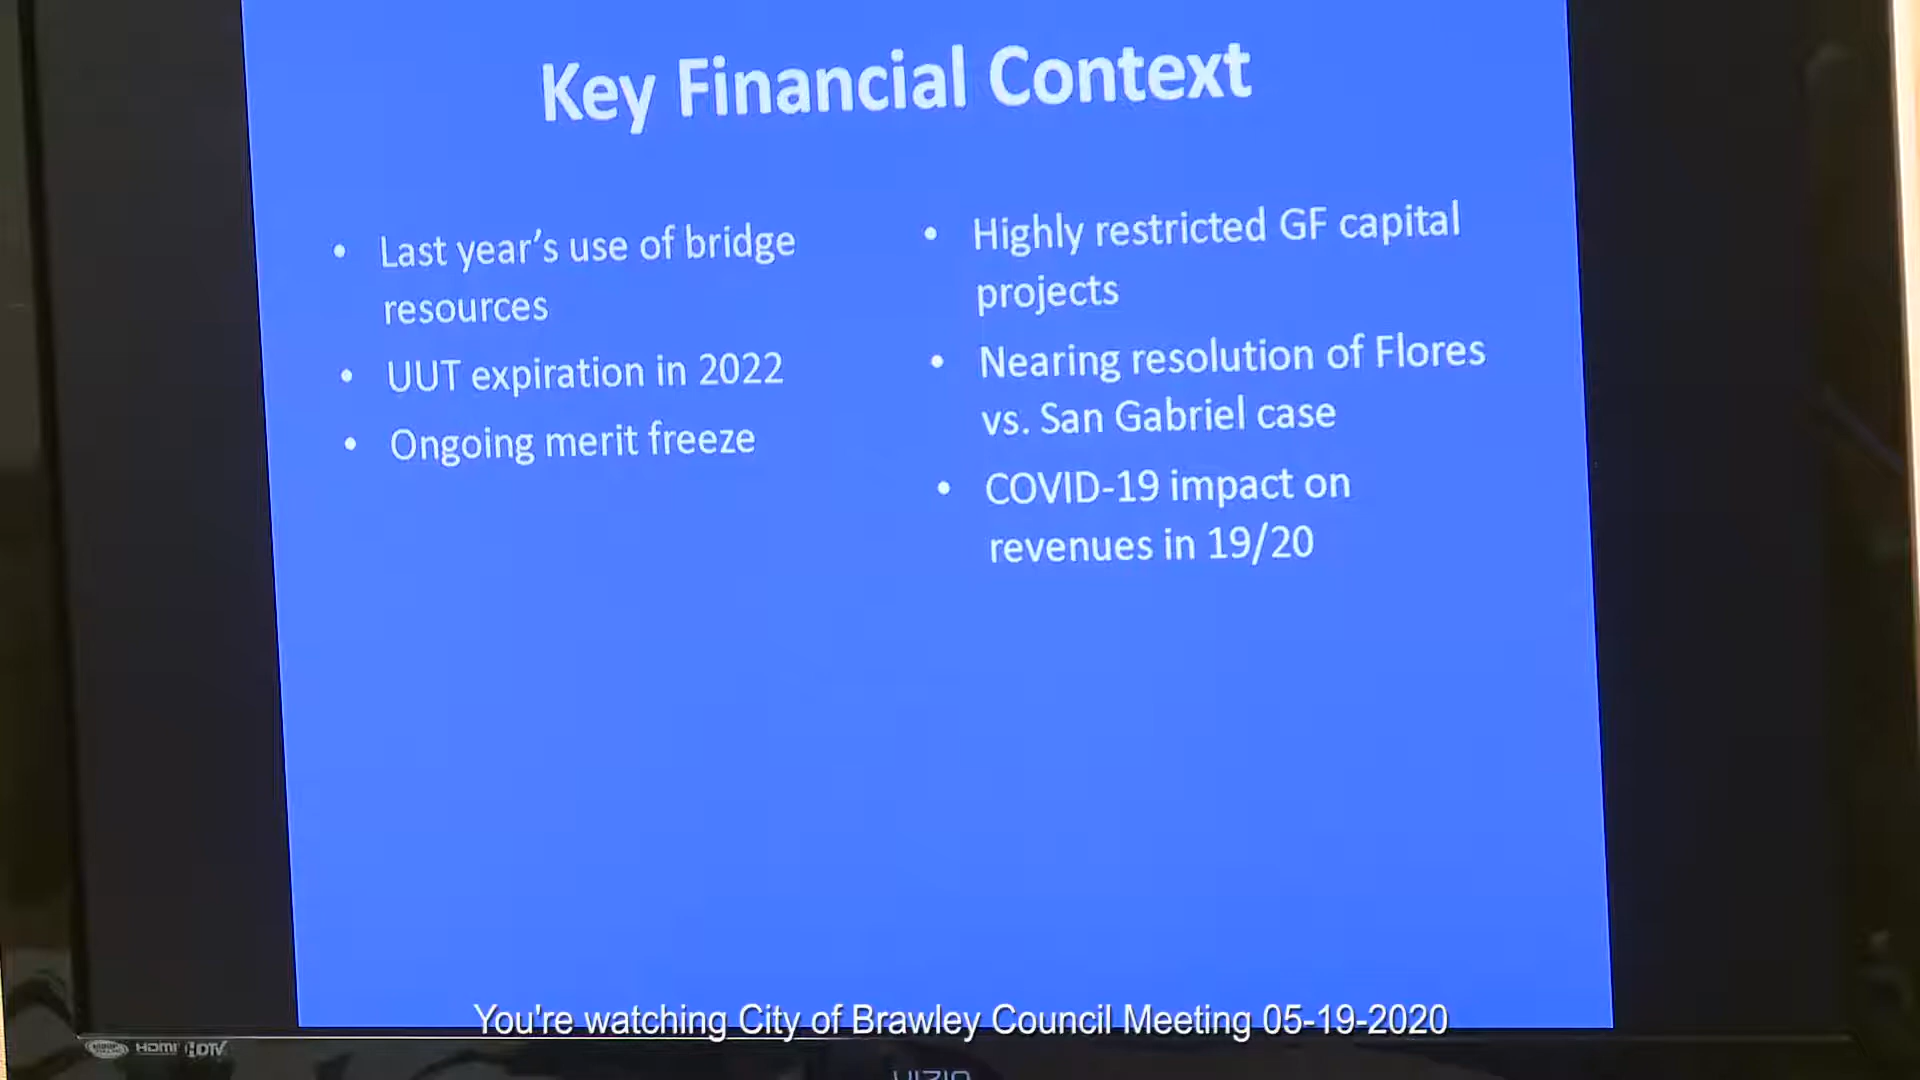 Key Financial Context
• Last year's use of bridge
resources
• UUT expiration in 2022
• Ongoing merit freeze
• Highly restricted GF capital
projects
• Nearing resolution of Flores
vs. San Gabriel case
• COVID-19 impact on
revenues in 19/20
You're watching City of Brawley Council Meeting 05-19-2020
HDMI HDTV
VIZIO